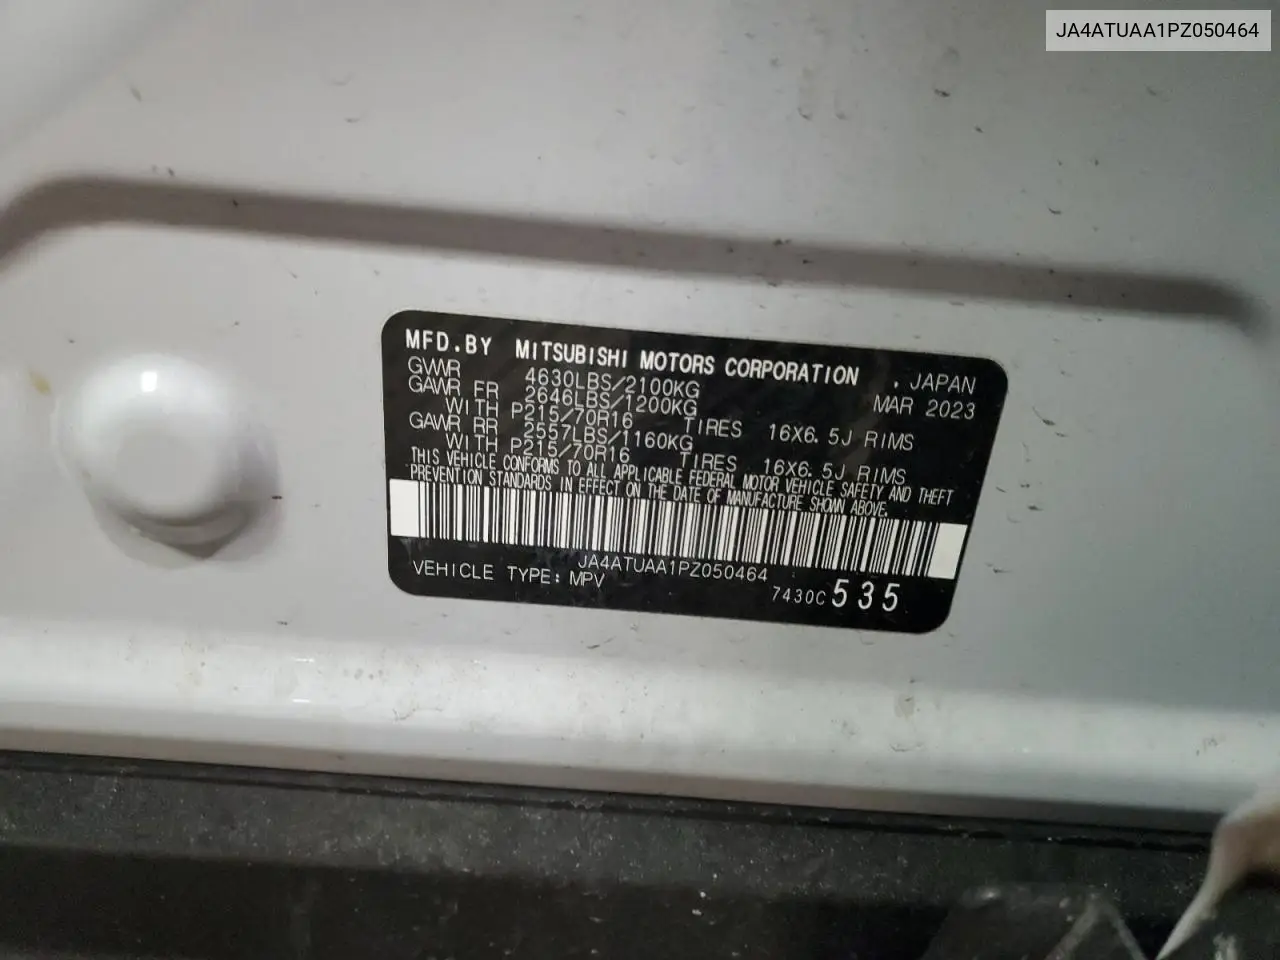 JA4ATUAA1PZ050464
MFD.BY MITSUBISHI MOTORS CORPORATION , JAPAN
GVWR 4630LBS/2100KG MAR 2023
GAWR FR 2646LBS/1200KG
WITH P215/70R16 TIRES 16X6.5J RIMS
GAWR RR 2557LBS/1160KG
WITH P215/70R16 TIRES 16X6.5J RIMS
THIS VEHICLE CONFORMS TO ALL APPLICABLE FEDERAL MOTOR VEHICLE SAFETY AND THEFT
PREVENTION STANDARDS IN EFFECT ON THE DATE OF MANUFACTURE SHOWN ABOVE.
JA4ATUAA1PZ050464
VEHICLE TYPE: MPV
7430C 535